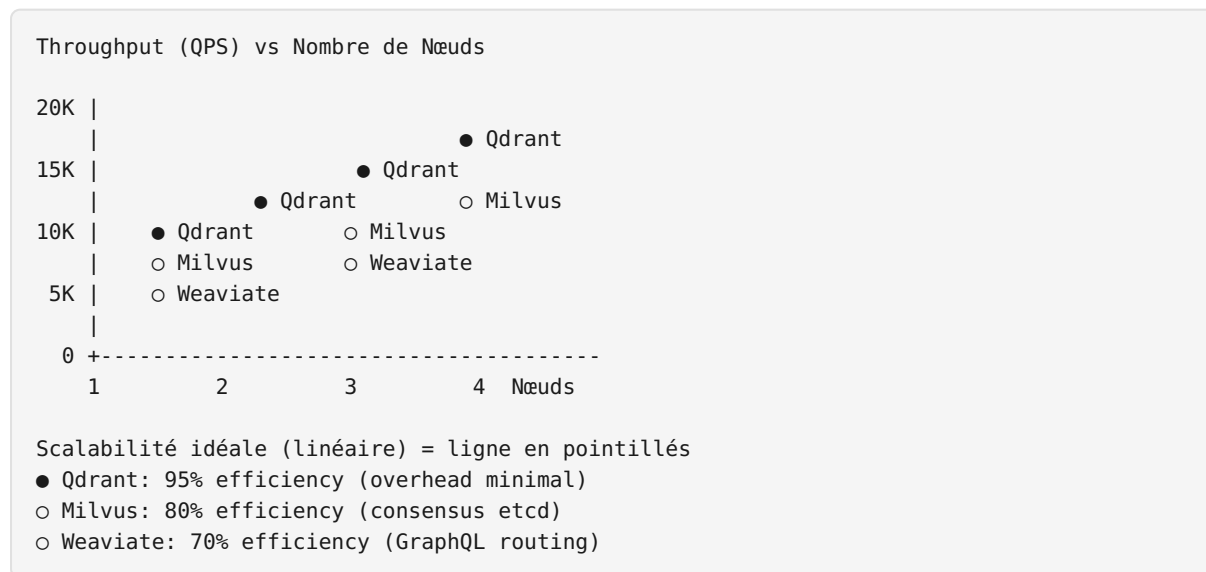 Throughput (QPS) vs Nombre de Nœuds
20K |
| ● Qdrant
15K | ● Qdrant
| ● Qdrant ○ Milvus
10K | ● Qdrant ○ Milvus
| ○ Milvus ○ Weaviate
5K | ○ Weaviate
|
0 +---------------------------------------
1 2 3 4 Nœuds
Scalabilité idéale (linéaire) = ligne en pointillés
● Qdrant: 95% efficiency (overhead minimal)
○ Milvus: 80% efficiency (consensus etcd)
○ Weaviate: 70% efficiency (GraphQL routing)